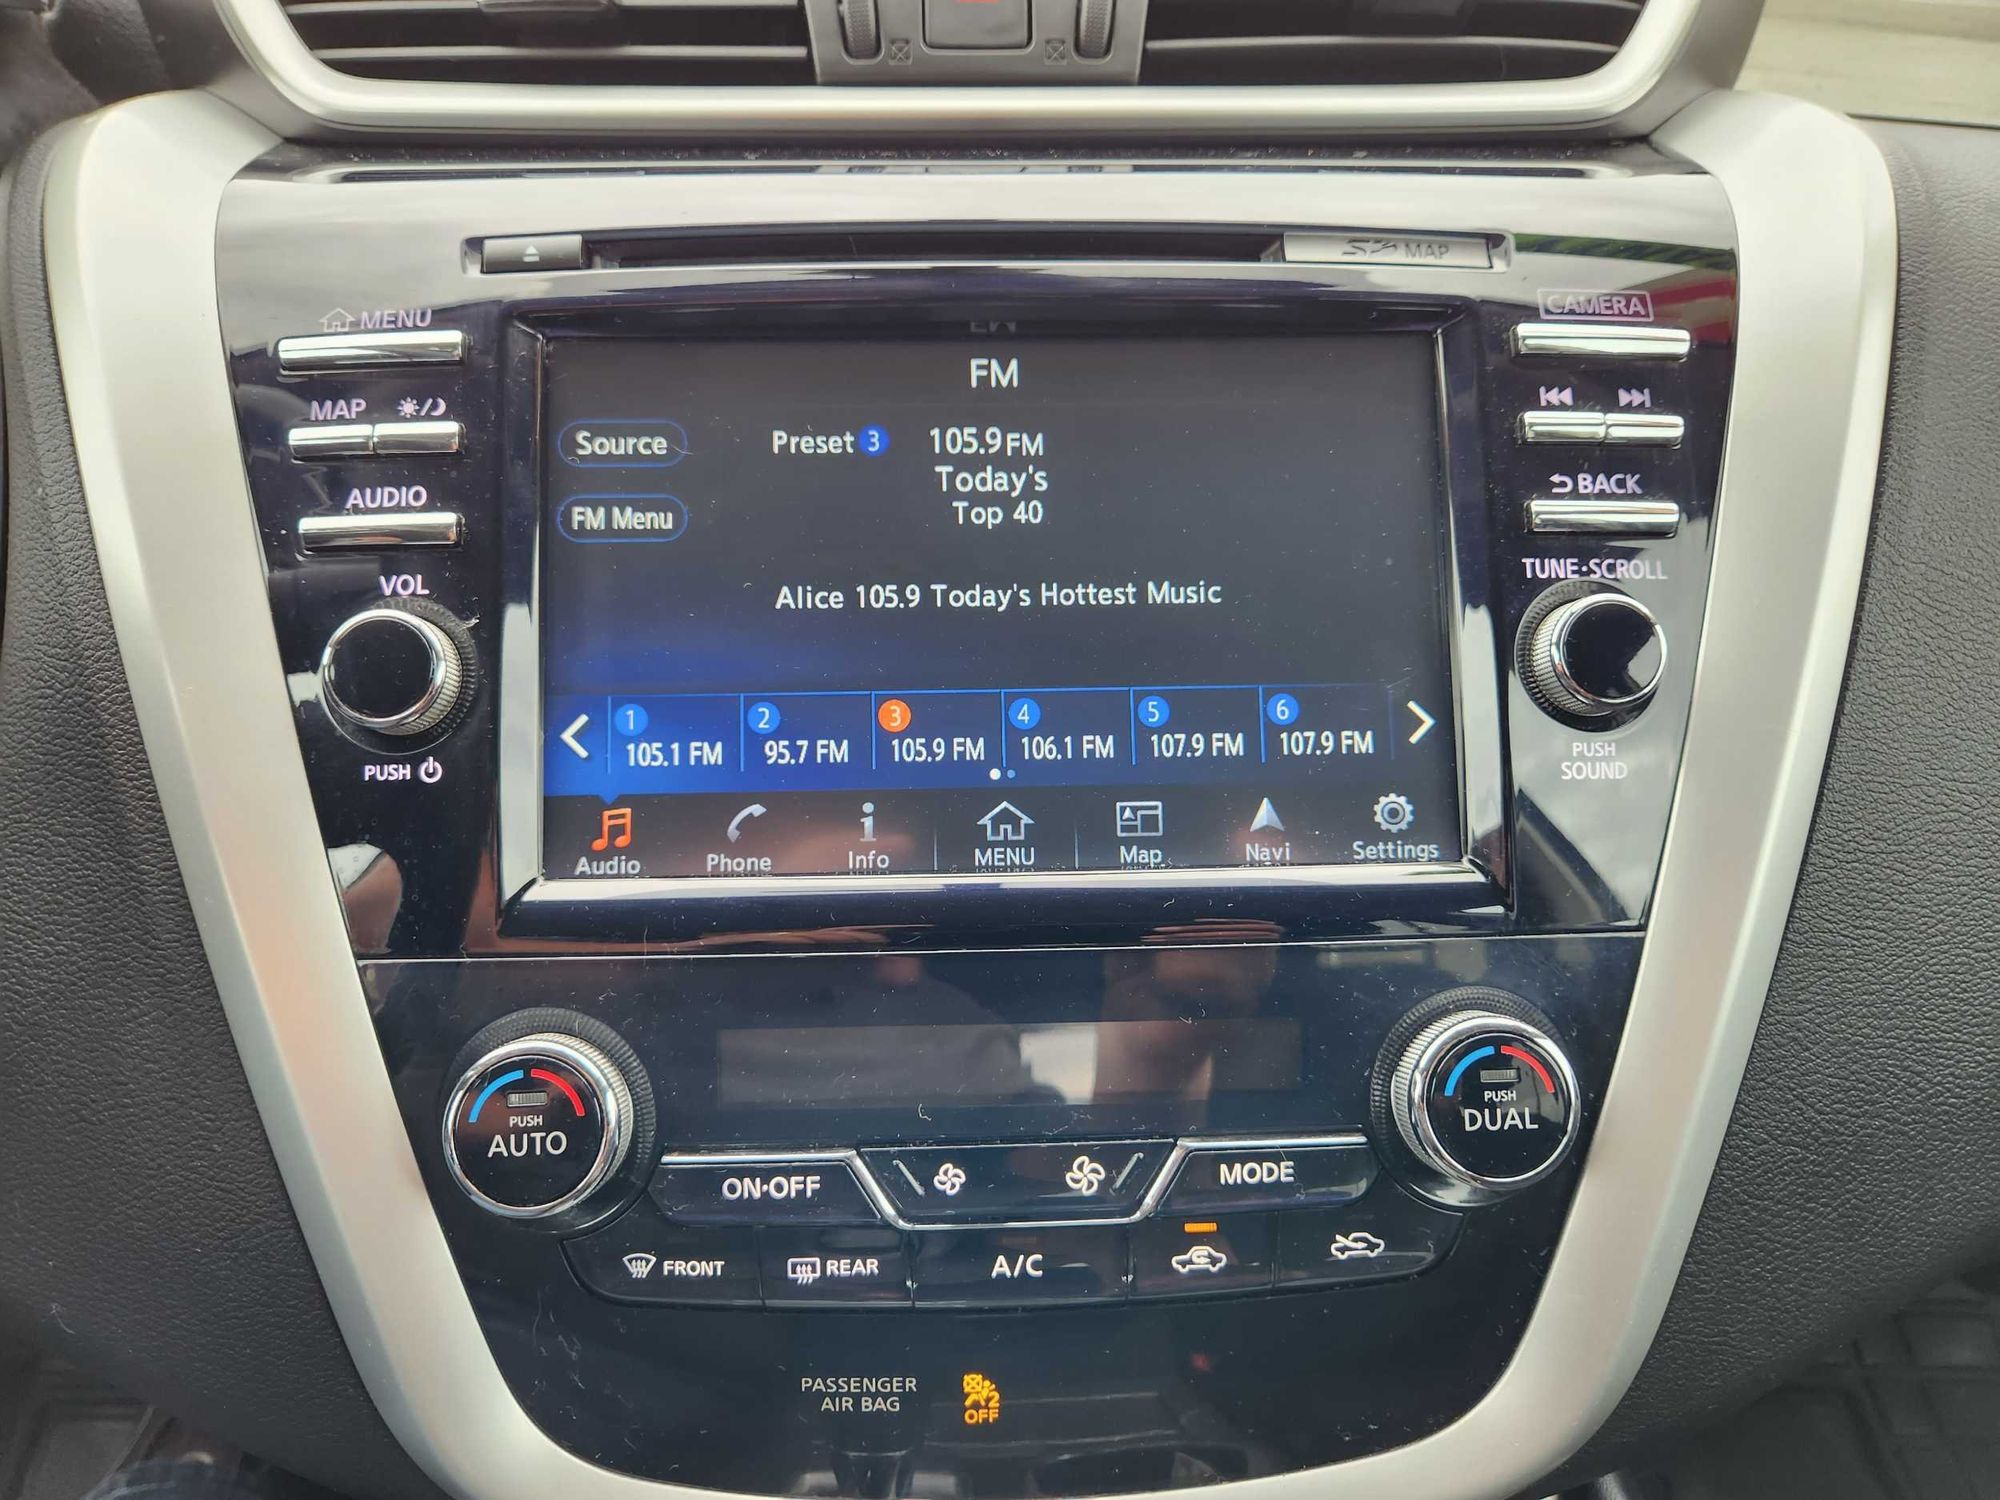 MAP
MENU
CAMERA
MAP
AUDIO
BACK
VOL
TUNE·SCROLL
PUSH
PUSH
SOUND
FM
Source
Preset 3 105.9 FM
Today's
FM Menu
Top 40
Alice 105.9 Today's Hottest Music
1 2 3 4 5 6
105.1 FM 95.7 FM 105.9 FM 106.1 FM 107.9 FM 107.9 FM
Audio Phone Info MENU Map Navi Settings
PUSH
AUTO
PUSH
DUAL
ON·OFF
MODE
FRONT
REAR
A/C
PASSENGER
AIR BAG
2
OFF